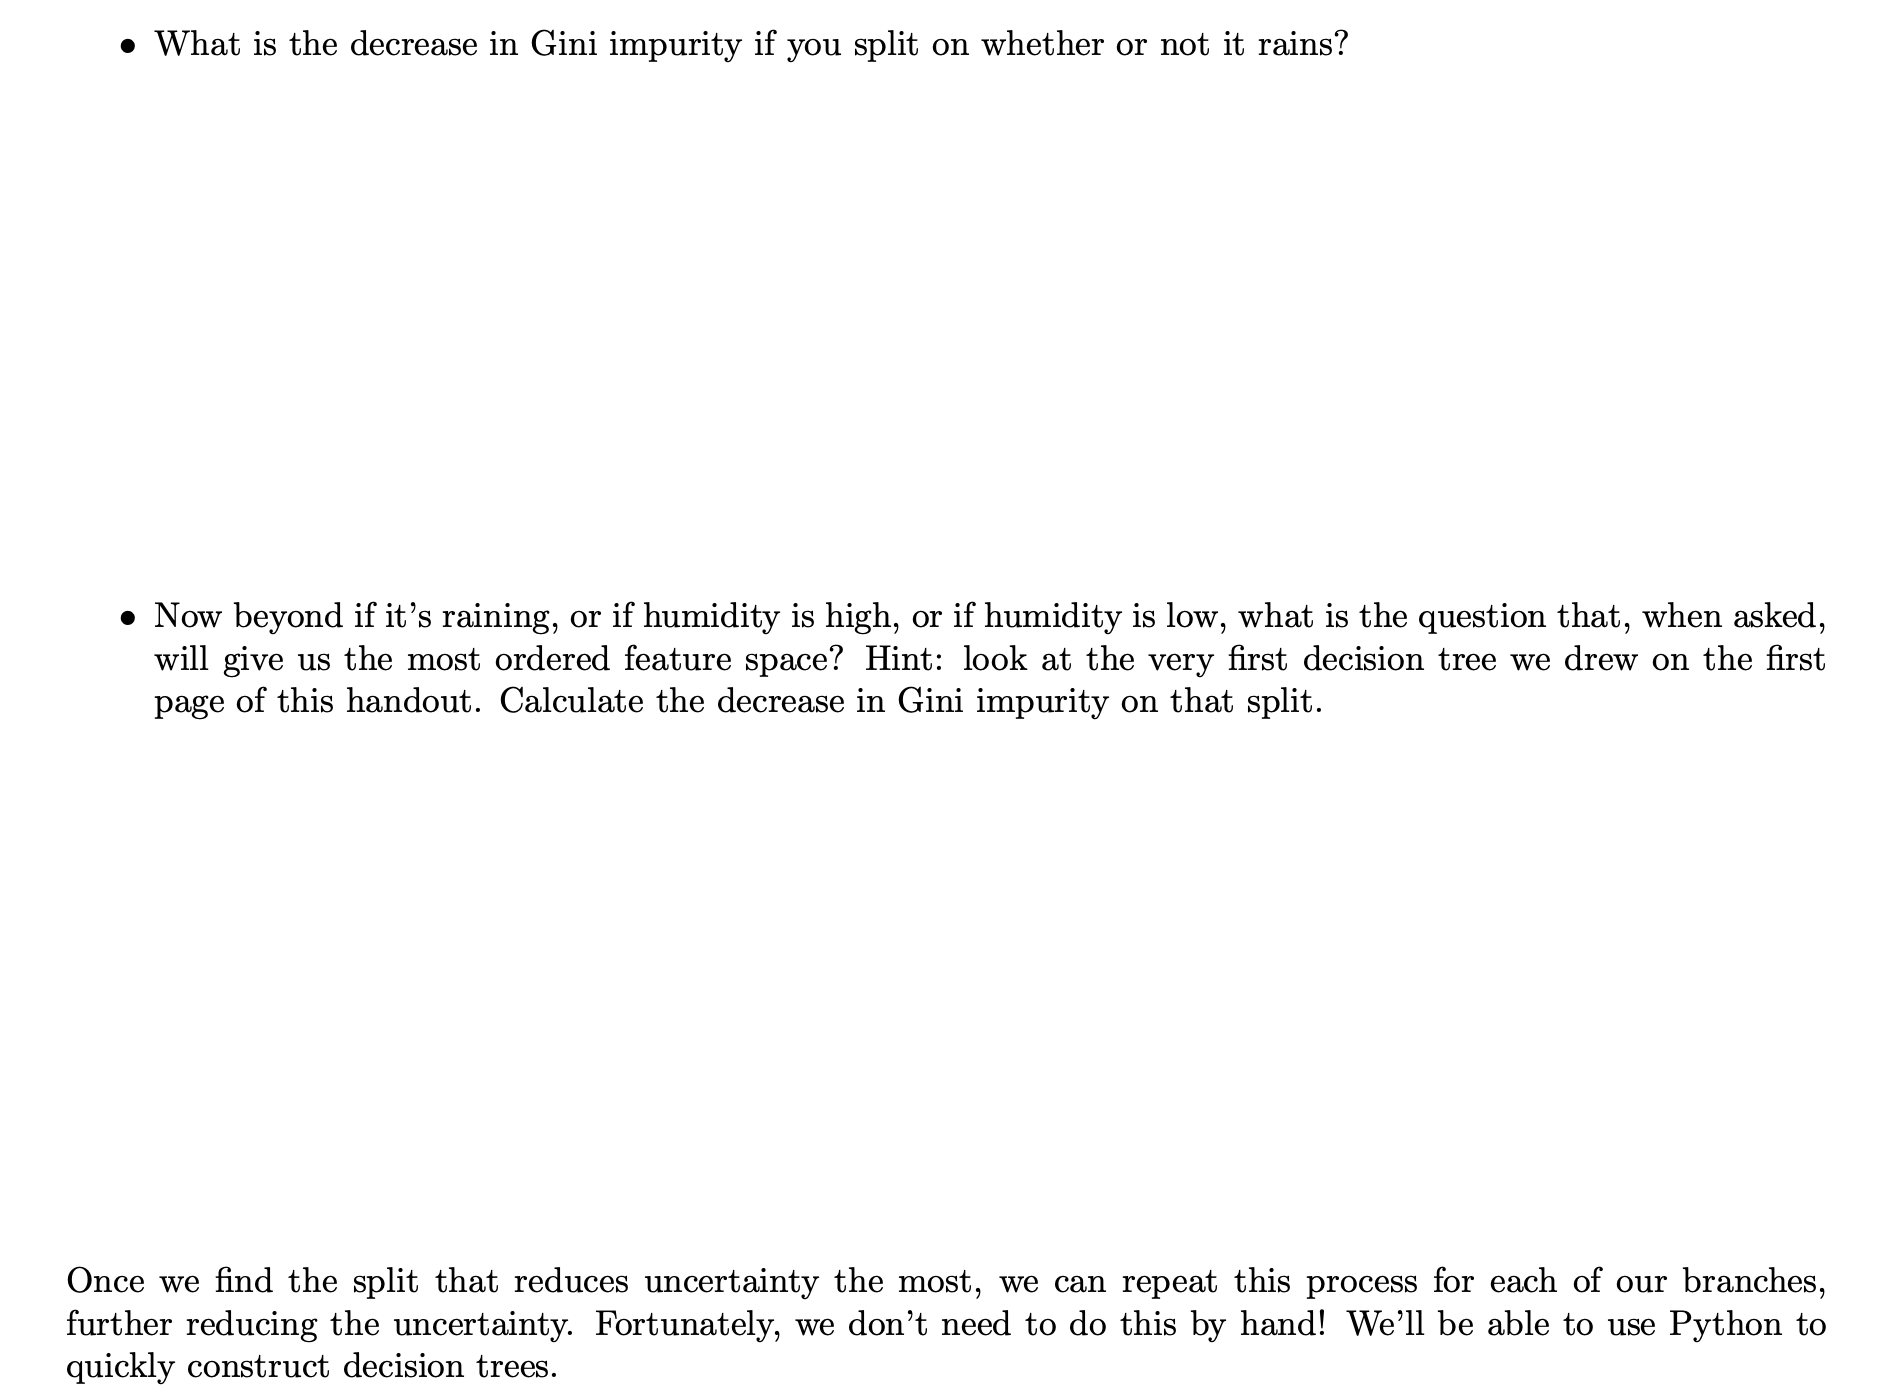 • What is the decrease in Gini impurity if you split on whether or not it rains?
• Now beyond if it's raining, or if humidity is high, or if humidity is low, what is the question that, when asked,
will give us the most ordered feature space? Hint: look at the very first decision tree we drew on the first
page of this handout. Calculate the decrease in Gini impurity on that split.
Once we find the split that reduces uncertainty the most, we can repeat this process for each of our branches,
further reducing the uncertainty. Fortunately, we don't need to do this by hand! We'll be able to use Python to
quickly construct decision trees.